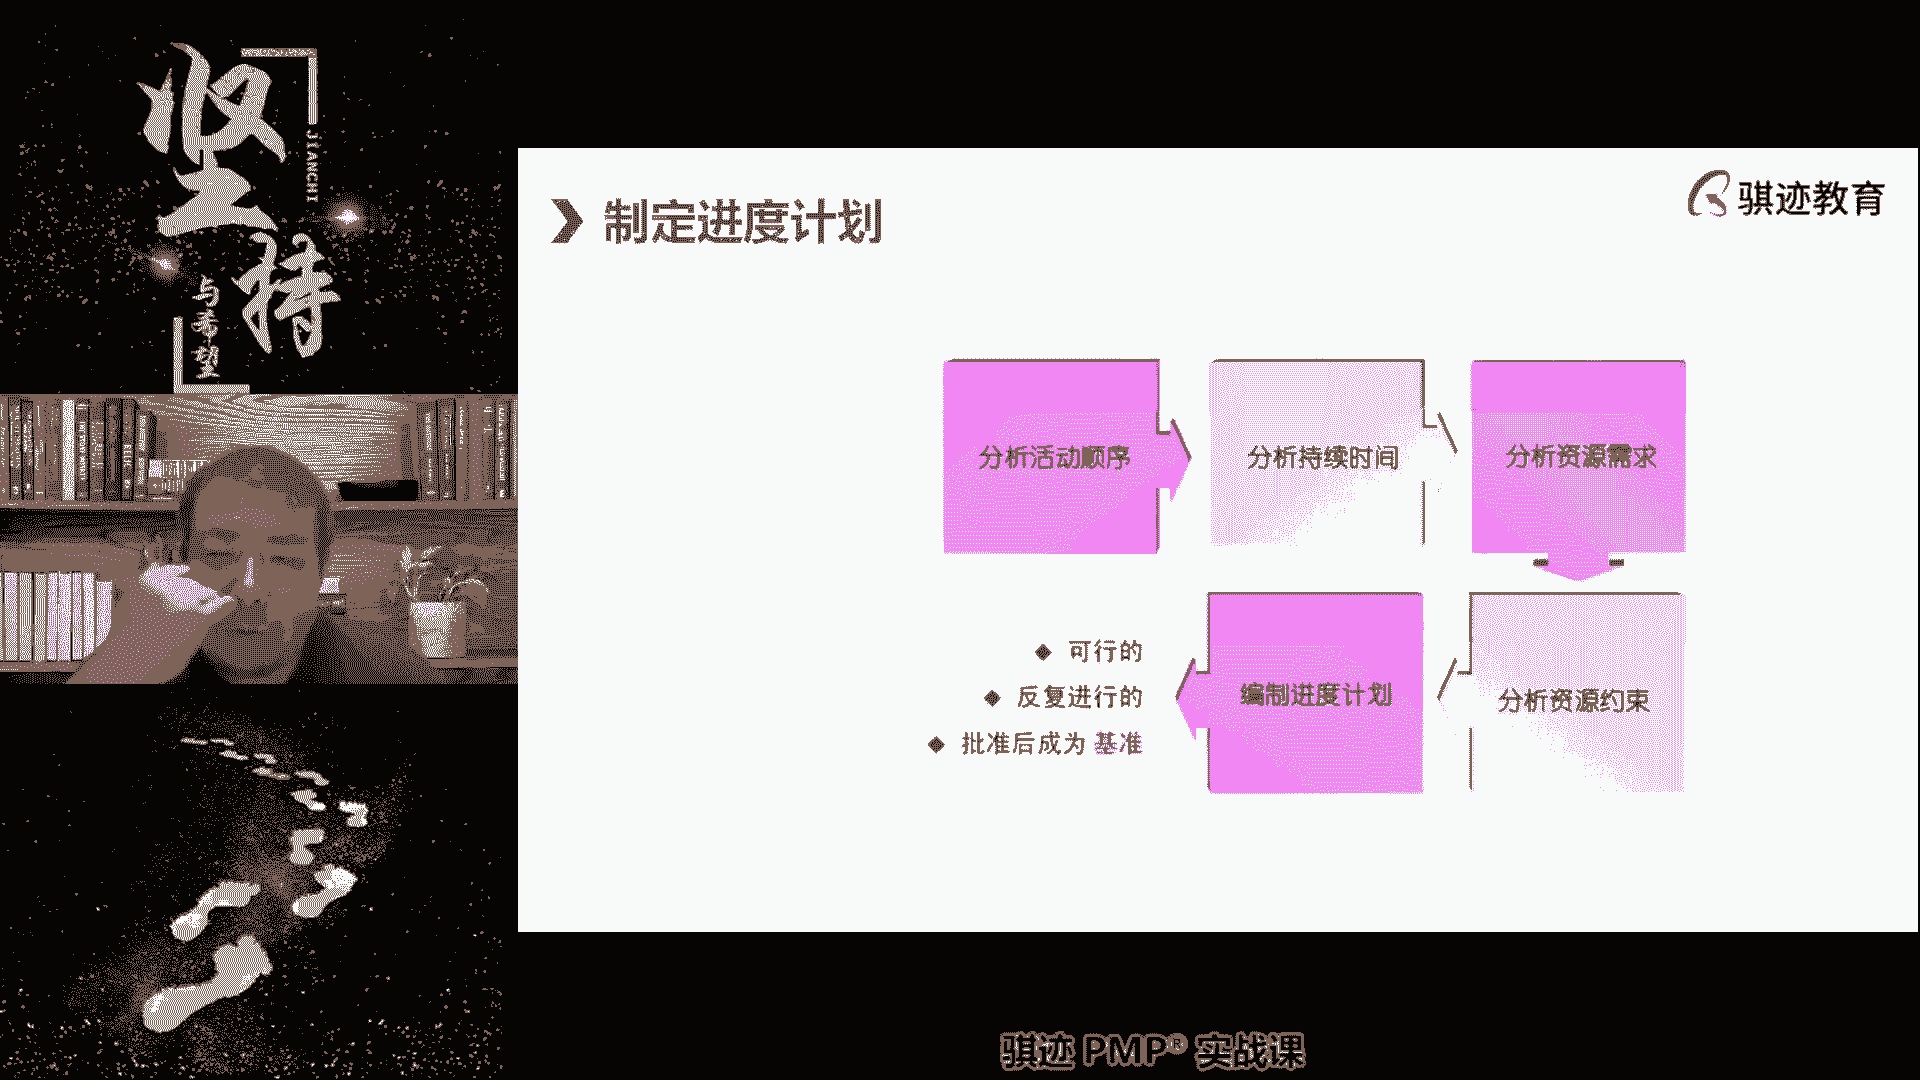 坚持
JIANCHI
与希望
制定进度计划
骐迹教育
分析活动顺序
分析持续时间
分析资源需求
可行的
反复进行的
批准后成为 基准
编制进度计划
分析资源约束
骐迹 PMP® 实战课